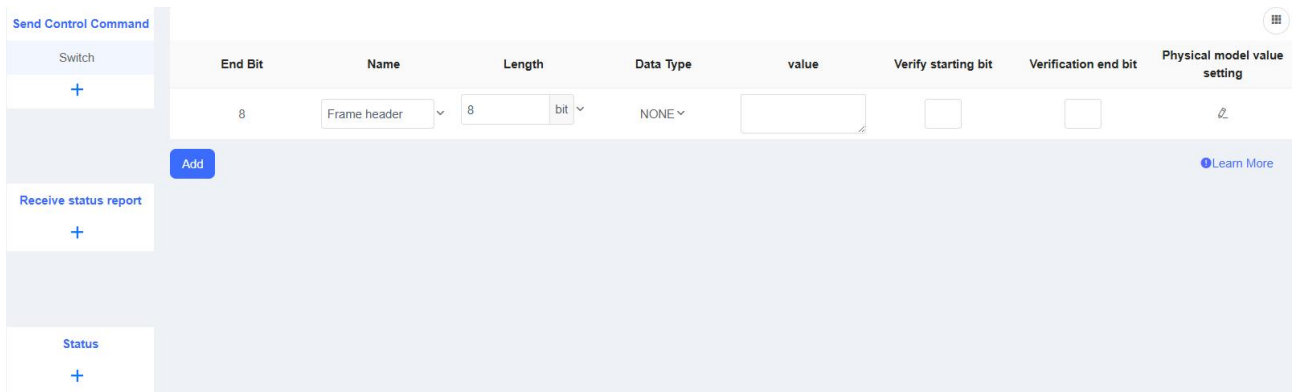 Send Control Command
Switch
+
Receive status report
+
Status
+
End Bit Name Length Data Type value Verify starting bit Verification end bit Physical model value
setting
8 Frame header 8 bit NONE
Add
Learn More